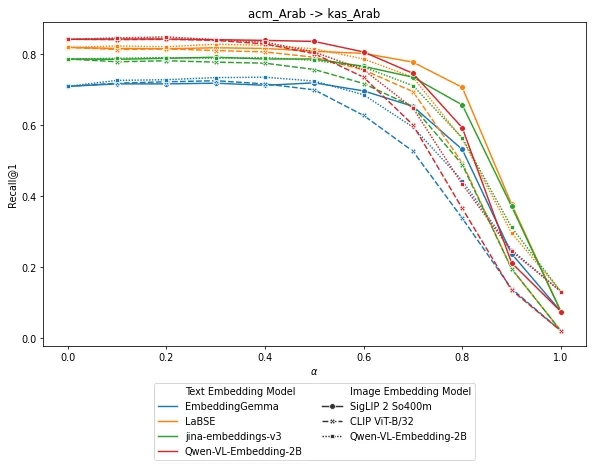 acm_Arab -> kas_Arab
Recall@1
0.8
0.6
0.4
0.2
0.0
0.0 0.2 0.4 0.6 0.8 1.0
α
Text Embedding Model Image Embedding Model
EmbeddingGemma SigLIP 2 So400m
LaBSE CLIP ViT-B/32
jina-embeddings-v3 Qwen-VL-Embedding-2B
Qwen-VL-Embedding-2B